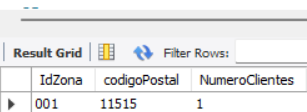 Result Grid Filter Rows:
IdZona codigoPostal NumeroClientes
001 11515 1